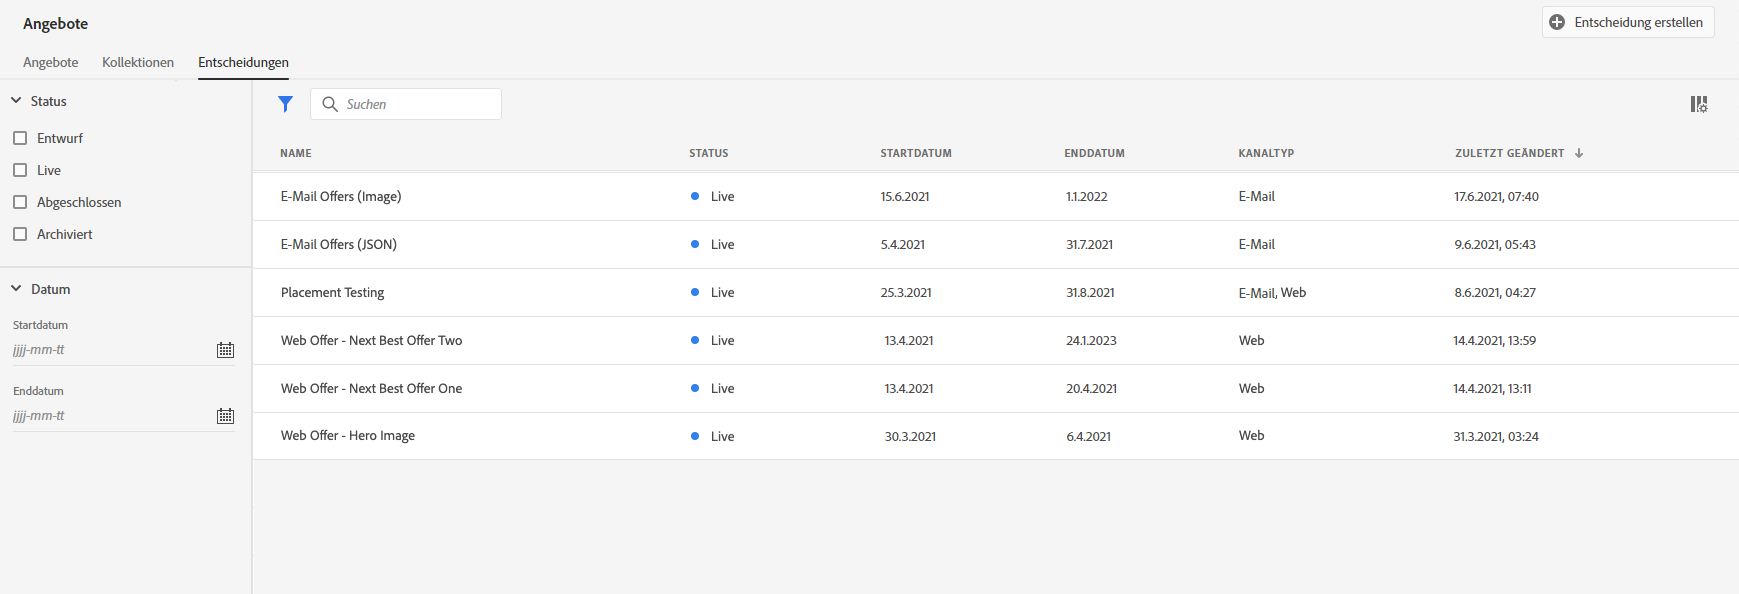 Angebote
Entscheidung erstellen
Angebote Kollektionen Entscheidungen
Status
Entwurf
Live
Abgeschlossen
Archiviert
Datum
Startdatum
jjjj-mm-tt
Enddatum
jjjj-mm-tt
Suchen
NAME STATUS STARTDATUM ENDDATUM KANALTYP ZULETZT GEÄNDERT
E-Mail Offers (Image) Live 15.6.2021 1.1.2022 E-Mail 17.6.2021, 07:40
E-Mail Offers (JSON) Live 5.4.2021 31.7.2021 E-Mail 9.6.2021, 05:43
Placement Testing Live 25.3.2021 31.8.2021 E-Mail, Web 8.6.2021, 04:27
Web Offer - Next Best Offer Two Live 13.4.2021 24.1.2023 Web 14.4.2021, 13:59
Web Offer - Next Best Offer One Live 13.4.2021 20.4.2021 Web 14.4.2021, 13:11
Web Offer - Hero Image Live 30.3.2021 6.4.2021 Web 31.3.2021, 03:24